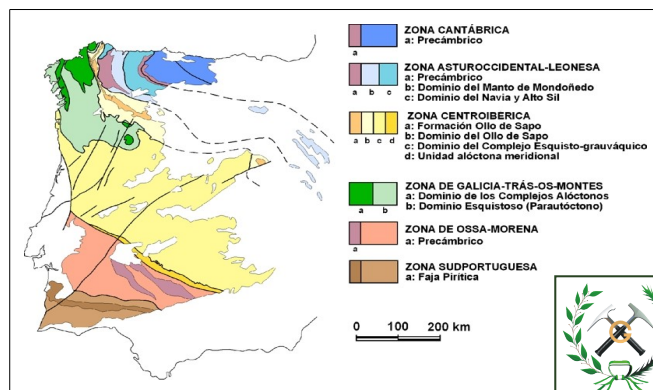 ZONA CANTÁBRICA
a: Precámbrico
a
ZONA ASTUROCCIDENTAL-LEONESA
a: Precámbrico
b: Dominio del Manto de Mondoñedo
c: Dominio del Navia y Alto Sil
a b c
ZONA CENTROIBÉRICA
a: Formación Ollo de Sapo
b: Dominio del Ollo de Sapo
c: Dominio del Complejo Esquisto-grauváquico
d: Unidad alóctona meridional
a b c d
ZONA DE GALICIA-TRÁS-OS-MONTES
a: Dominio de los Complejos Alóctonos
b: Dominio Esquistoso (Parautóctono)
a b
ZONA DE OSSA-MORENA
a: Precámbrico
a
ZONA SUDPORTUGUESA
a: Faja Pirítica
a
0 100 200 km